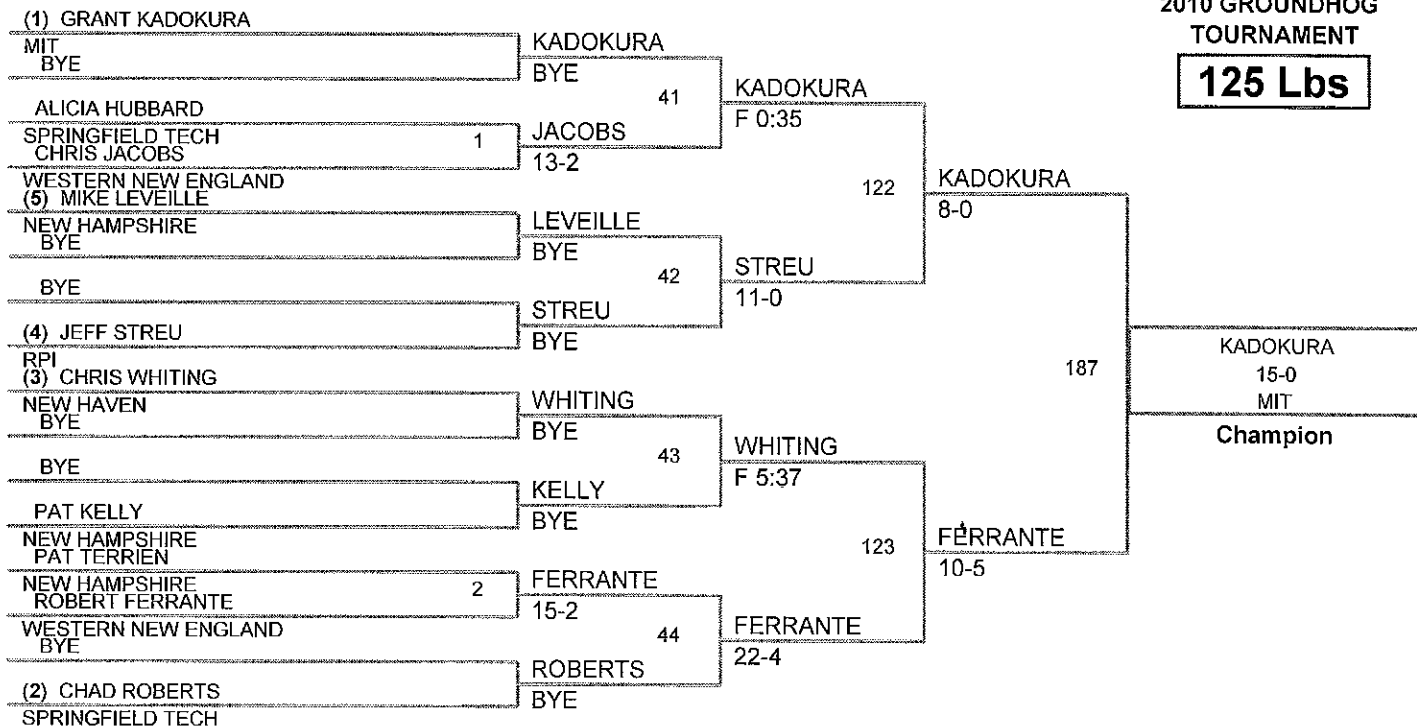 2010 GROUNDHOG
TOURNAMENT
125 Lbs
(1) GRANT KADOKURA
MIT
BYE
ALICIA HUBBARD
SPRINGFIELD TECH
CHRIS JACOBS
WESTERN NEW ENGLAND
(5) MIKE LEVEILLE
NEW HAMPSHIRE
BYE
BYE
(4) JEFF STREU
RPI
(3) CHRIS WHITING
NEW HAVEN
BYE
BYE
PAT KELLY
NEW HAMPSHIRE
PAT TERRIEN
NEW HAMPSHIRE
ROBERT FERRANTE
WESTERN NEW ENGLAND
BYE
(2) CHAD ROBERTS
SPRINGFIELD TECH
1
2
KADOKURA
BYE
JACOBS
13-2
LEVEILLE
BYE
STREU
BYE
WHITING
BYE
KELLY
BYE
FERRANTE
15-2
ROBERTS
BYE
41
42
43
44
KADOKURA
F 0:35
STREU
11-0
WHITING
F 5:37
FERRANTE
22-4
122
123
KADOKURA
8-0
FERRANTE
10-5
187
KADOKURA
15-0
MIT
Champion